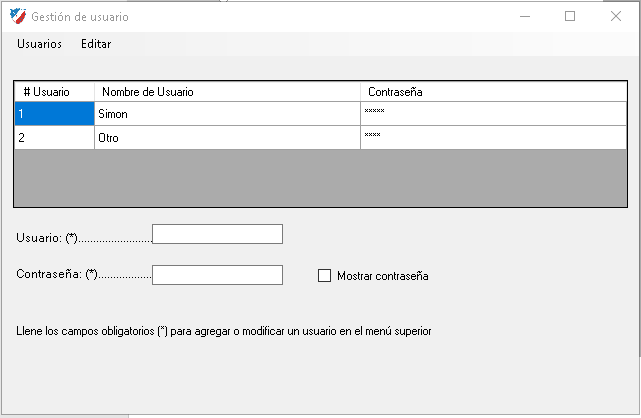 Gestión de usuario
Usuarios Editar
# Usuario Nombre de Usuario Contraseña
1 Simon *****
2 Otro ****
Usuario: (*).........................
Contraseña: (*)..................
Mostrar contraseña
Llene los campos obligatorios (*) para agregar o modificar un usuario en el menú superior